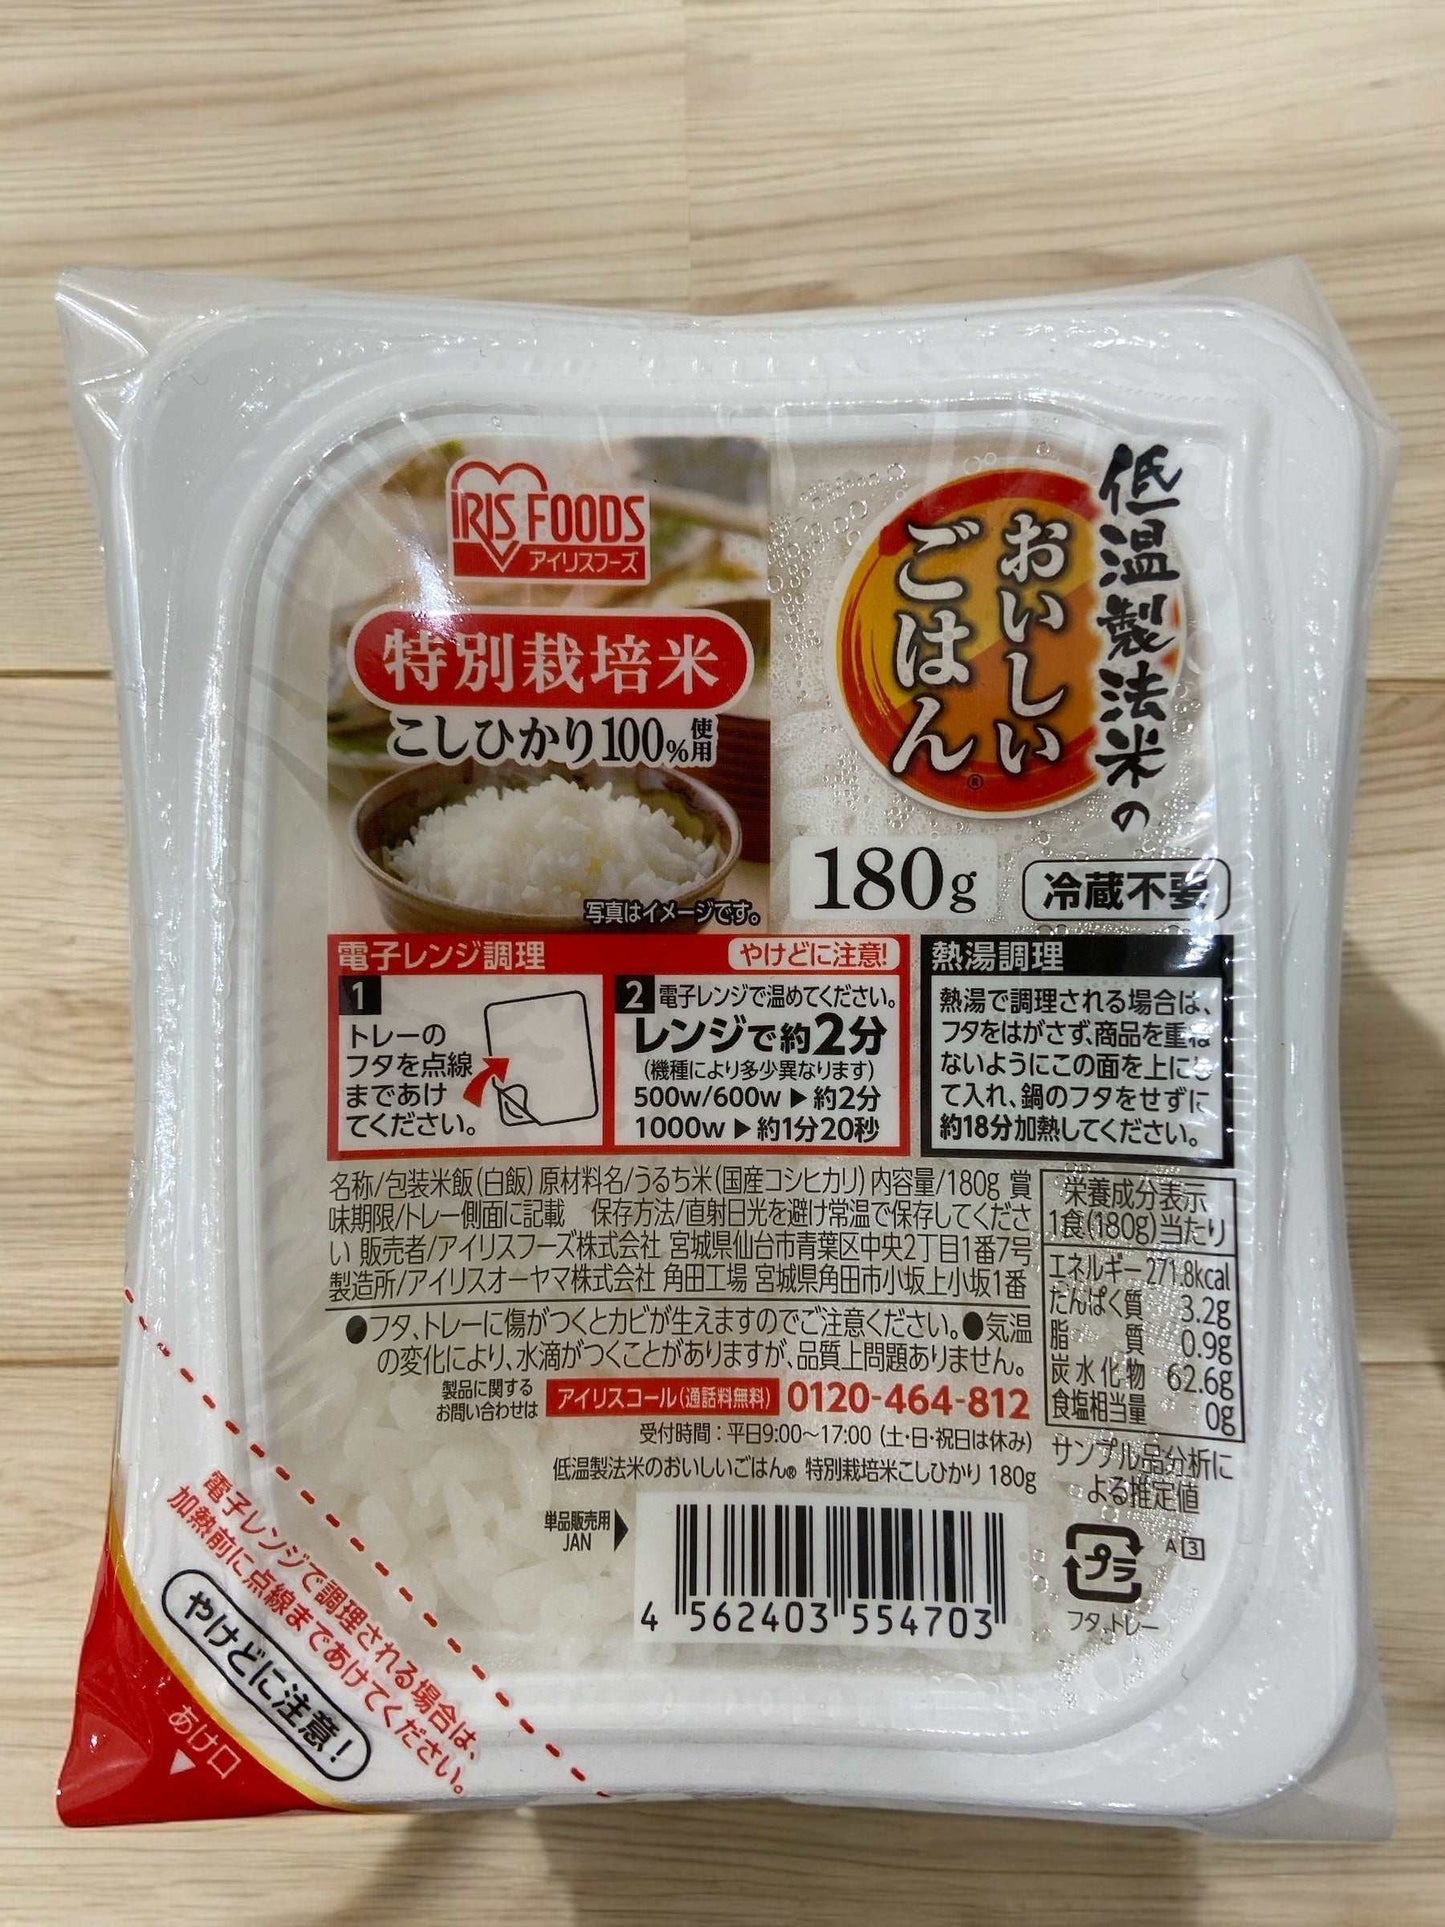 IRIS FOODS
アイリスフーズ
特別栽培米
こしひかり100%使用
写真はイメージです。
低温製法米の
おいしい
ごはん®
180g
冷蔵不要
電子レンジ調理
やけどに注意!
1
トレーの
フタを点線
まであけ
てください。
2 電子レンジで温めてください。
レンジで約2分
(機種により多少異なります)
500w/600w ▶ 約2分
1000w ▶ 約1分20秒
熱湯調理
熱湯で調理される場合は、
フタをはがさず、商品を重ね
ないようにこの面を上にし
て入れ、鍋のフタをせずに
約18分加熱してください。
名称/包装米飯(白飯) 原材料名/うるち米(国産コシヒカリ) 内容量/180g 賞
味期限/トレー側面に記載 保存方法/直射日光を避け常温で保存してくださ
い 販売者/アイリスフーズ株式会社 宮城県仙台市青葉区中央2丁目1番7号
製造所/アイリスオーヤマ株式会社 角田工場 宮城県角田市小坂上小坂1番
●フタ、トレーに傷がつくとカビが生えますのでご注意ください。●気温
の変化により、水滴がつくことがありますが、品質上問題ありません。
製品に関する
お問い合わせは
アイリスコール(通話料無料) 0120-464-812
受付時間:平日9:00〜17:00 (土・日・祝日は休み)
低温製法米のおいしいごはん® 特別栽培米こしひかり 180g
栄養成分表示
1食(180g)当たり
エネルギー 271.8kcal
たんぱく質 3.2g
脂質 0.9g
炭水化物 62.6g
食塩相当量 0g
サンプル品分析に
よる推定値
単品販売用
JAN
4 562403 554703
プラ
フタ、トレー
A 3
電子レンジで調理される場合は、
加熱前に点線まであけてください。
やけどに注意!
あけ口